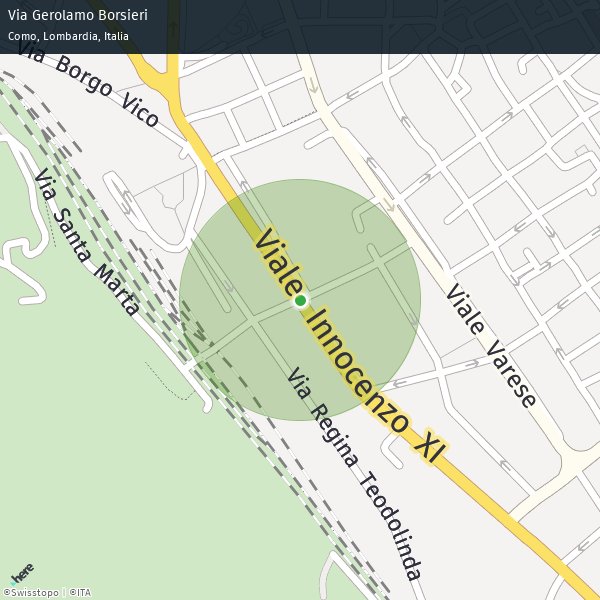 Via Gerolamo Borsieri
Como, Lombardia, Italia
Via Borgo Vico
Via Santa Marta
Viale Innocenzo XI
Viale Varese
Via Regina Teodolinda
here
©Swisstopo | ©ITA